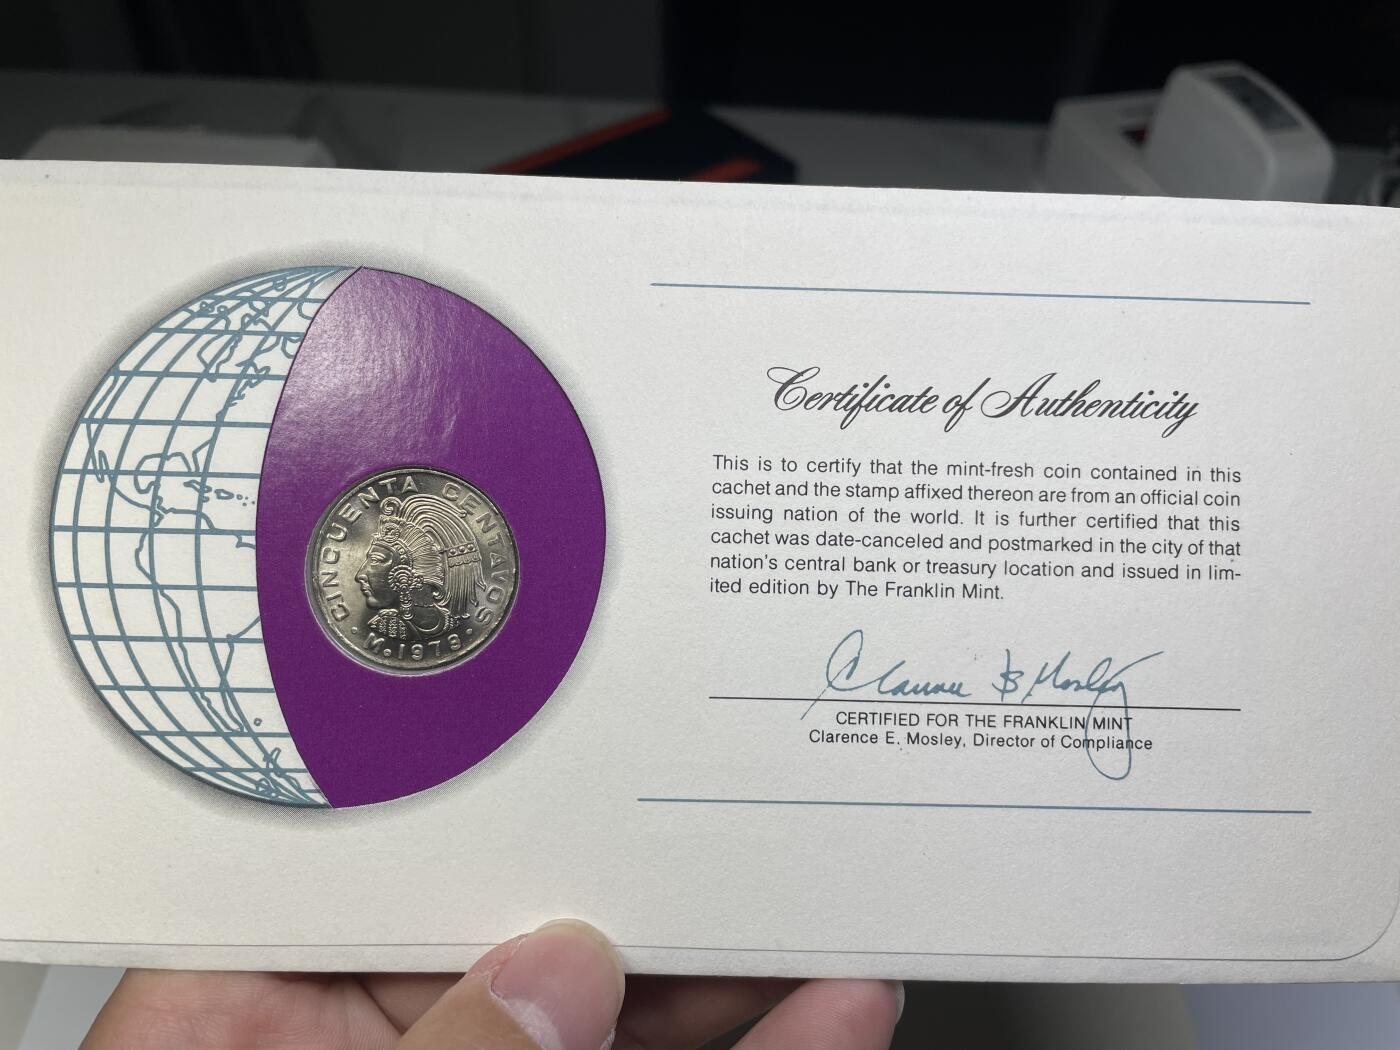 CINCUENTA CENTAVOS
M. 1979
Certificate of Authenticity
This is to certify that the mint-fresh coin contained in this
cachet and the stamp affixed thereon are from an official coin
issuing nation of the world. It is further certified that this
cachet was date-canceled and postmarked in the city of that
nation's central bank or treasury location and issued in lim-
ited edition by The Franklin Mint.
CERTIFIED FOR THE FRANKLIN MINT
Clarence E. Mosley, Director of Compliance